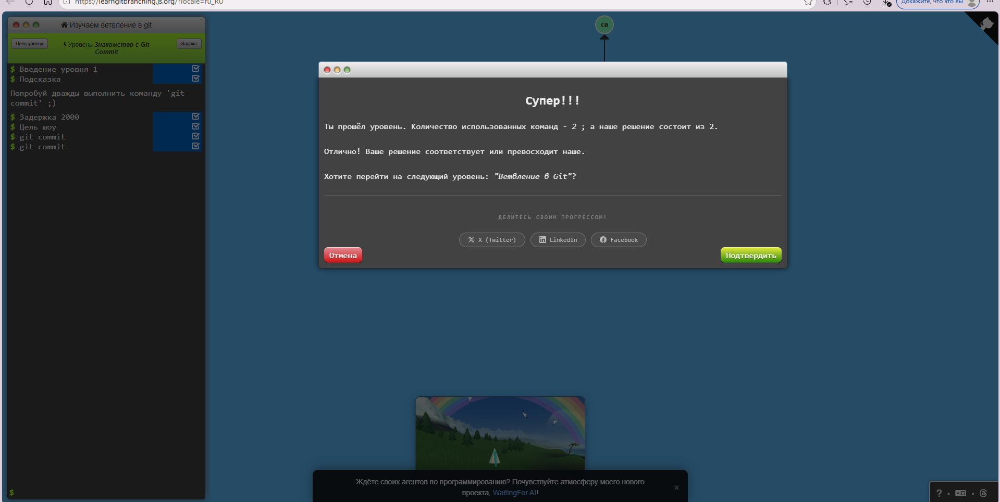 https://learngitbranching.js.org/?locale=ru_RU
Докажите, что это вы
Изучаем ветвление в git
Цель уровня
Уровень Знакомство с Git
Commit
Задача
$ Введение уровня 1
$ Подсказка
Попробуй дважды выполнить команду 'git
commit' ;)
$ Задержка 2000
$ Цель шоу
$ git commit
$ git commit
$
C0
Супер!!!
Ты прошёл уровень. Количество использованных команд - 2 ; а наше решение состоит из 2.
Отлично! Ваше решение соответствует или превосходит наше.
Хотите перейти на следующий уровень: "Ветвление в Git"?
ДЕЛИТЕСЬ СВОИМ ПРОГРЕССОМ!
X (Twitter)
LinkedIn
Facebook
Отмена
Подтвердить
Ждёте своих агентов по программированию? Почувствуйте атмосферу моего нового
проекта, WaitingFor.AI!